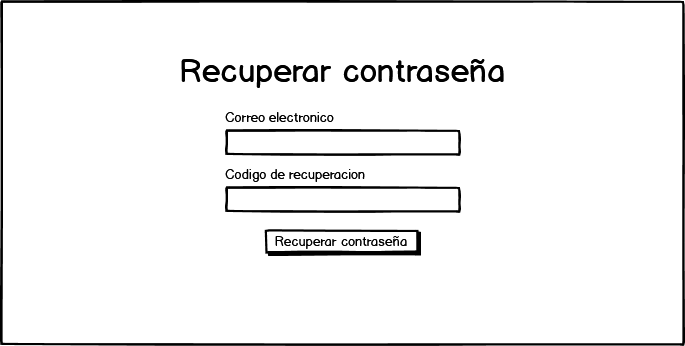 Recuperar contraseña
Correo electronico
Codigo de recuperacion
Recuperar contraseña